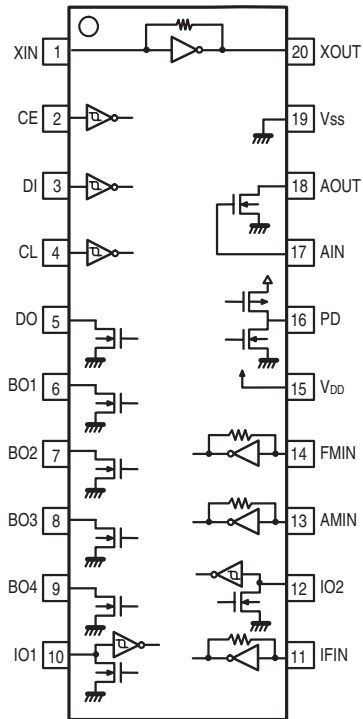 XIN 1 20 XOUT
CE 2 19 Vss
DI 3 18 AOUT
CL 4 17 AIN
DO 5 16 PD
BO1 6 15 VDD
BO2 7 14 FMIN
BO3 8 13 AMIN
BO4 9 12 IO2
IO1 10 11 IFIN